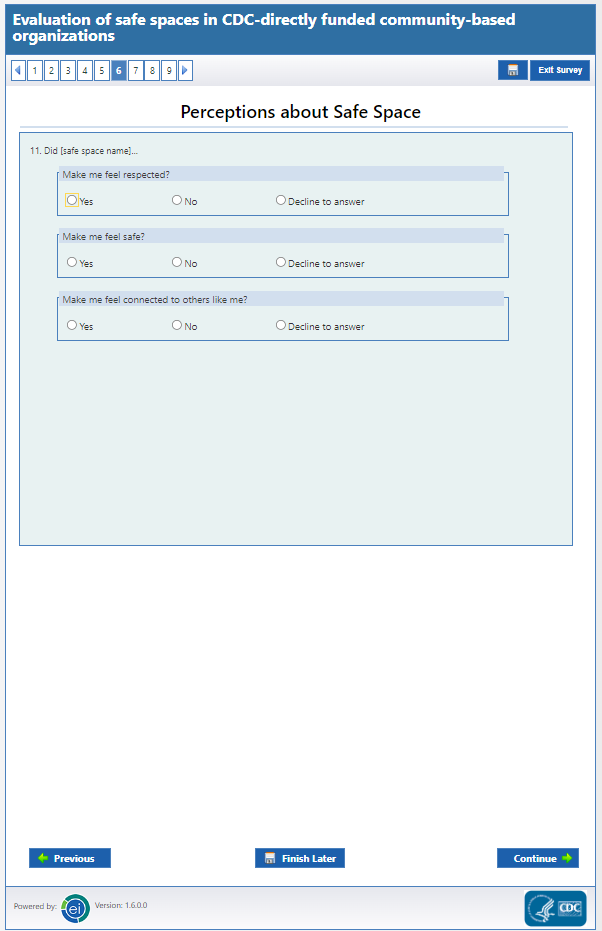 Evaluation of safe spaces in CDC-directly funded community-based
organizations
1 2 3 4 5 6 7 8 9
Exit Survey
Perceptions about Safe Space
11. Did [safe space name]...
Make me feel respected?
Yes No Decline to answer
Make me feel safe?
Yes No Decline to answer
Make me feel connected to others like me?
Yes No Decline to answer
Previous Finish Later Continue
Powered by: ei Version: 1.6.0.0
CDC